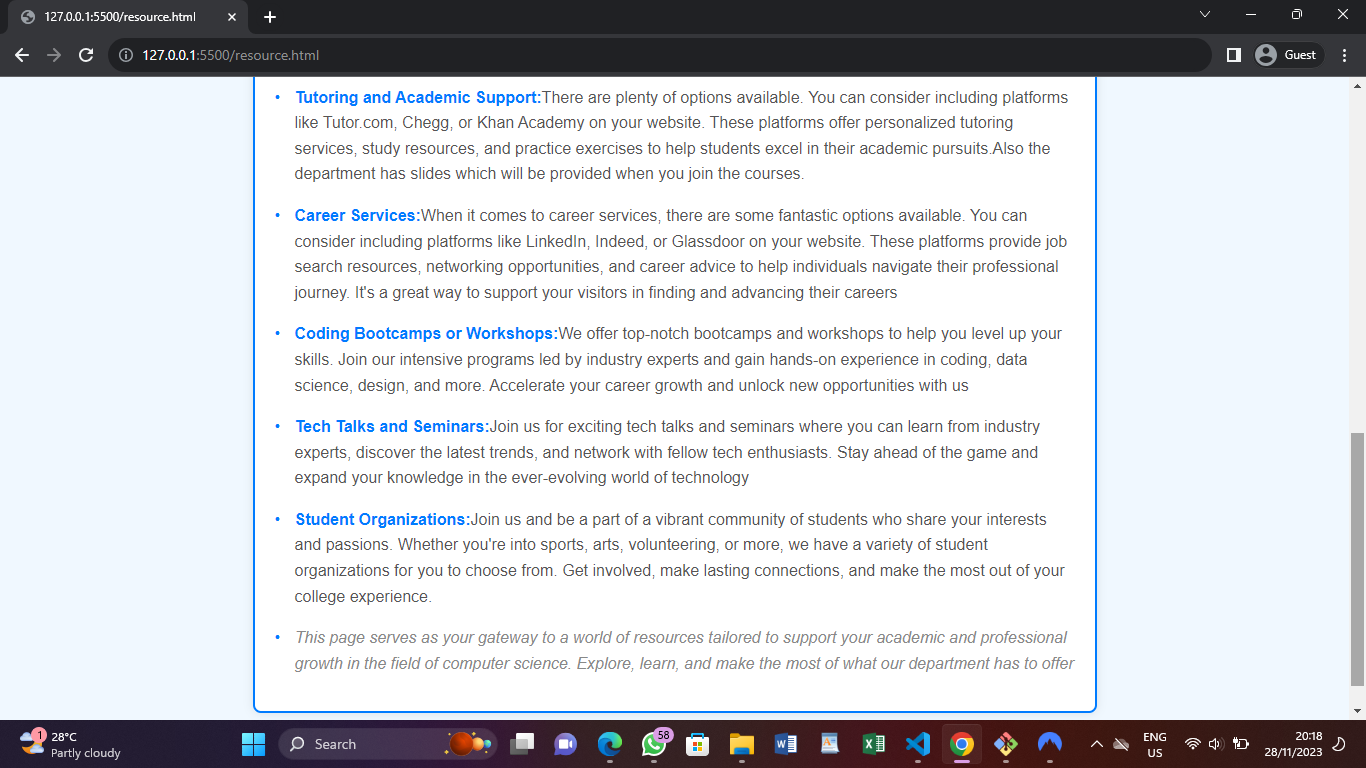 127.0.0.1:5500/resource.html
127.0.0.1:5500/resource.html
Guest
• Tutoring and Academic Support:There are plenty of options available. You can consider including platforms
like Tutor.com, Chegg, or Khan Academy on your website. These platforms offer personalized tutoring
services, study resources, and practice exercises to help students excel in their academic pursuits.Also the
department has slides which will be provided when you join the courses.
• Career Services:When it comes to career services, there are some fantastic options available. You can
consider including platforms like LinkedIn, Indeed, or Glassdoor on your website. These platforms provide job
search resources, networking opportunities, and career advice to help individuals navigate their professional
journey. It's a great way to support your visitors in finding and advancing their careers
• Coding Bootcamps or Workshops:We offer top-notch bootcamps and workshops to help you level up your
skills. Join our intensive programs led by industry experts and gain hands-on experience in coding, data
science, design, and more. Accelerate your career growth and unlock new opportunities with us
• Tech Talks and Seminars:Join us for exciting tech talks and seminars where you can learn from industry
experts, discover the latest trends, and network with fellow tech enthusiasts. Stay ahead of the game and
expand your knowledge in the ever-evolving world of technology
• Student Organizations:Join us and be a part of a vibrant community of students who share your interests
and passions. Whether you're into sports, arts, volunteering, or more, we have a variety of student
organizations for you to choose from. Get involved, make lasting connections, and make the most out of your
college experience.
• This page serves as your gateway to a world of resources tailored to support your academic and professional
growth in the field of computer science. Explore, learn, and make the most of what our department has to offer
1
28°C
Partly cloudy
Search
58
ENG
US
20:18
28/11/2023